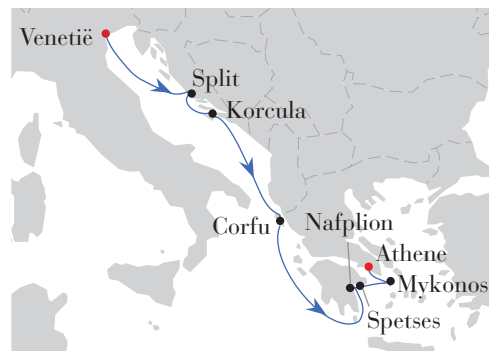 Venetië
Split
Korcula
Corfu
Nafplion
Athene
Mykonos
Spetses